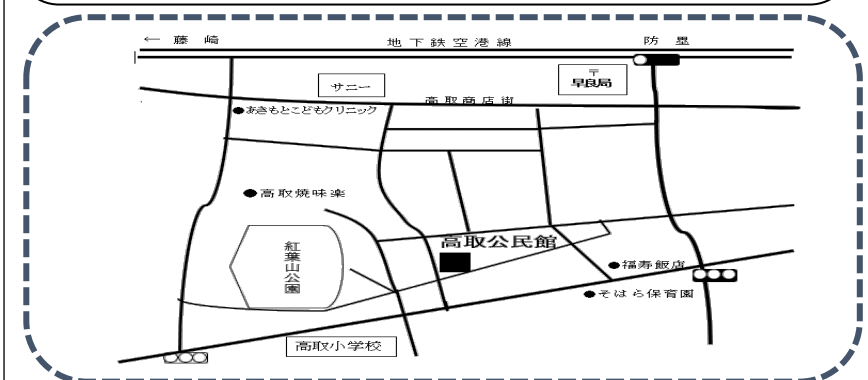 ← 藤崎 地下鉄空港線 防塁
サニー
〒
早良局
高取商店街
●あきもとこどもクリニック
●高取焼味楽
高取公民館
紅葉山公園
●福寿飯店
●そはら保育園
高取小学校